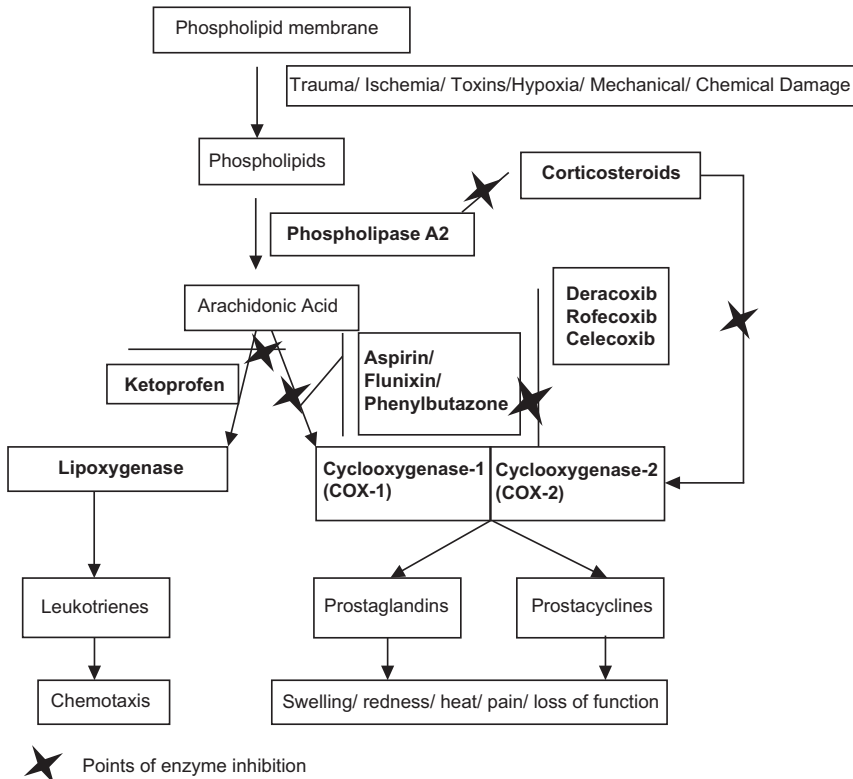 Phospholipid membrane
Trauma/ Ischemia/ Toxins/Hypoxia/ Mechanical/ Chemical Damage
Phospholipids
Corticosteroids
Phospholipase A2
Deracoxib
Rofecoxib
Celecoxib
Arachidonic Acid
Aspirin/
Flunixin/
Phenylbutazone
Ketoprofen
Lipoxygenase
Cyclooxygenase-1
(COX-1)
Cyclooxygenase-2
(COX-2)
Leukotrienes
Prostaglandins
Prostacyclines
Chemotaxis
Swelling/ redness/ heat/ pain/ loss of function
Points of enzyme inhibition